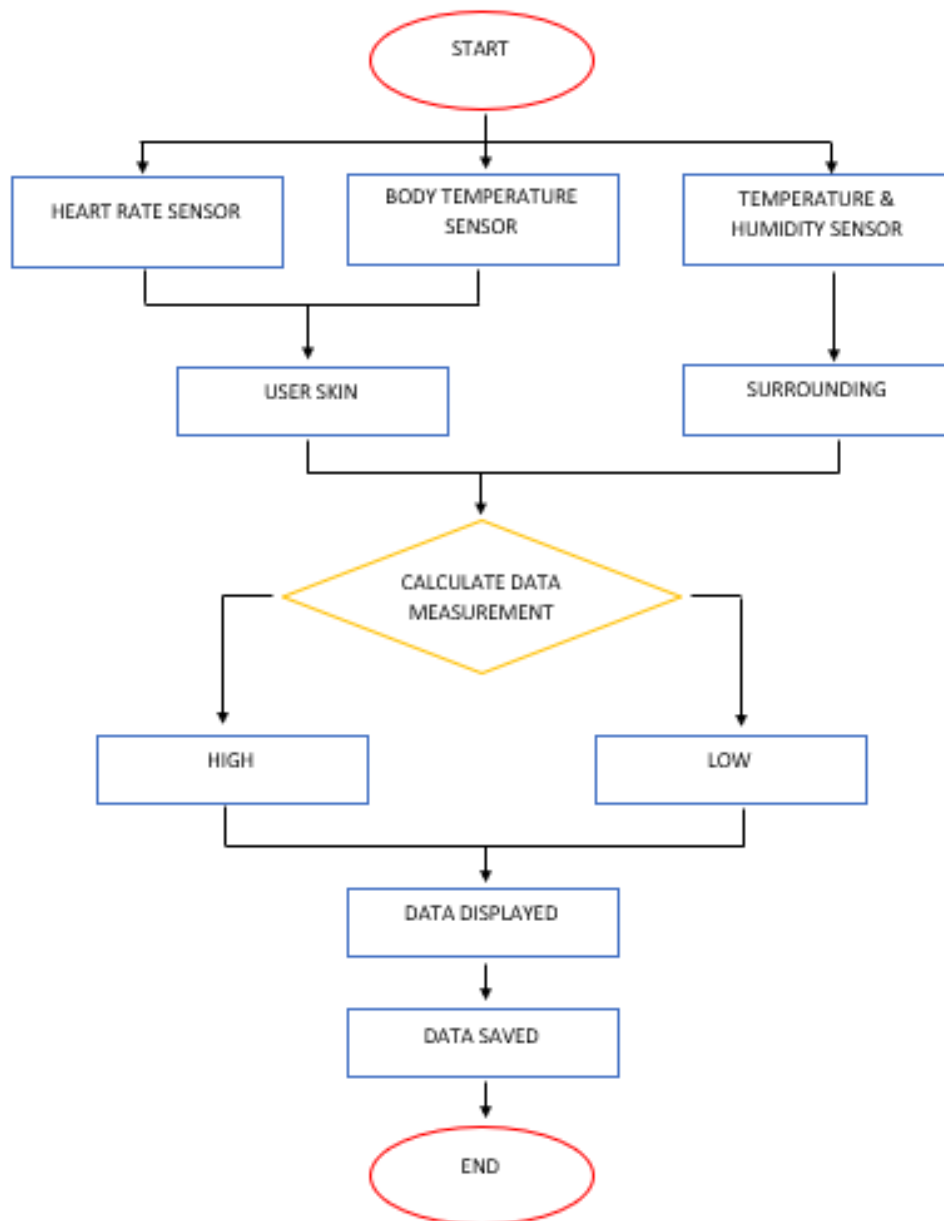 START
HEART RATE SENSOR
BODY TEMPERATURE
SENSOR
TEMPERATURE &
HUMIDITY SENSOR
USER SKIN
SURROUNDING
CALCULATE DATA
MEASUREMENT
HIGH
LOW
DATA DISPLAYED
DATA SAVED
END